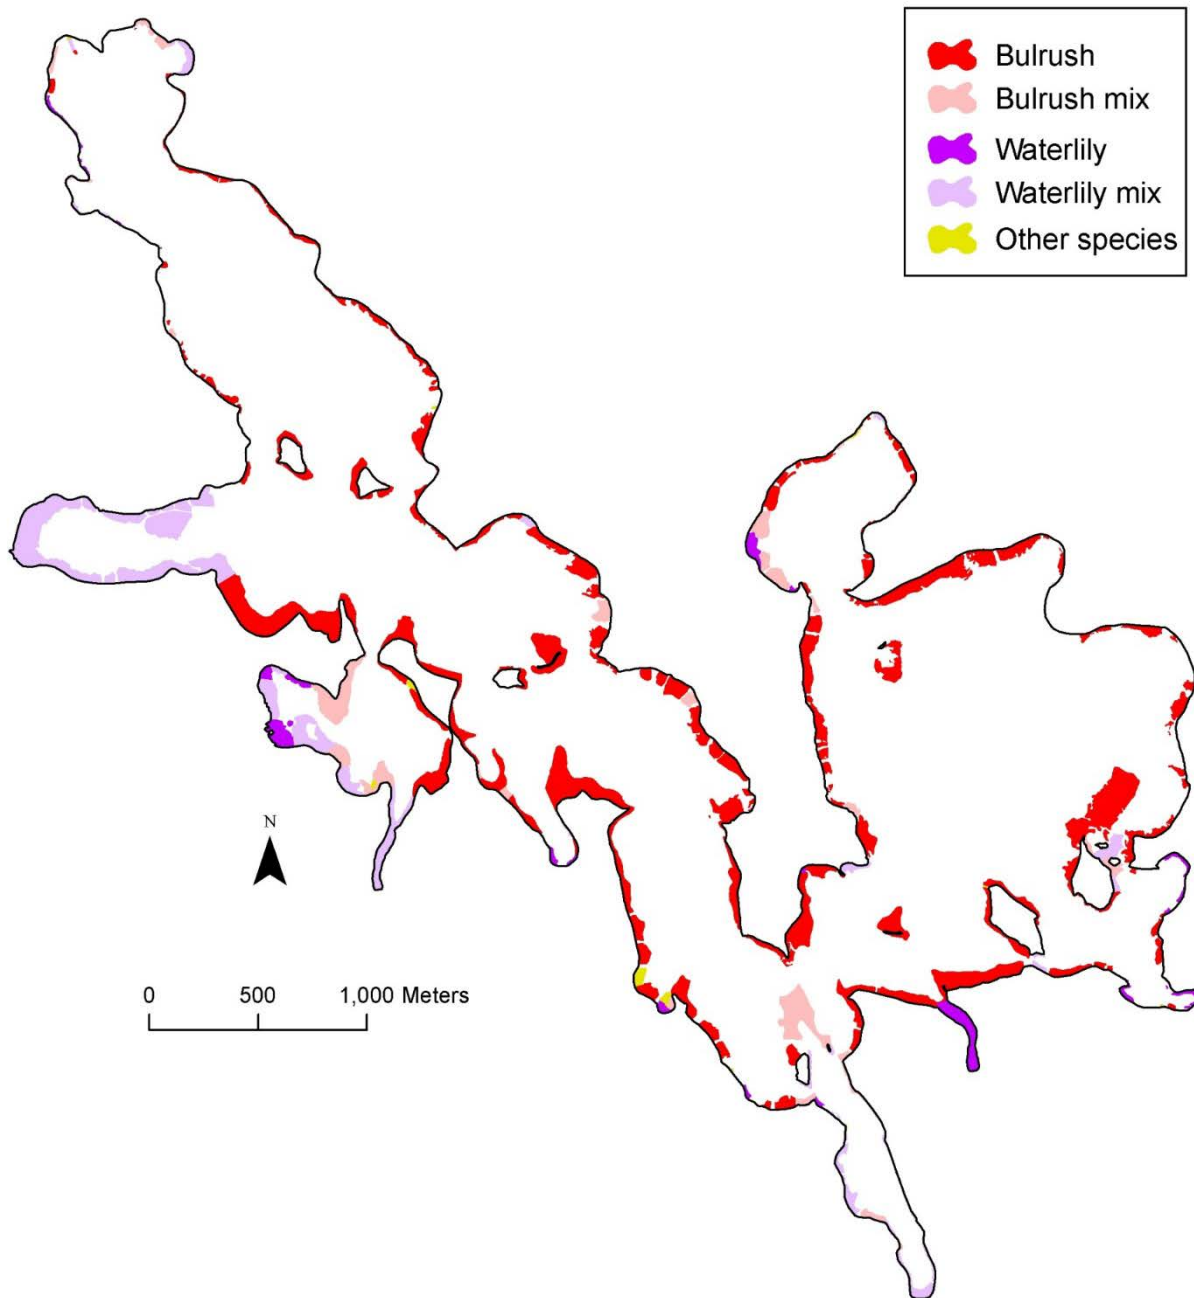 Bulrush
Bulrush mix
Waterlily
Waterlily mix
Other species
N
0 500 1,000 Meters